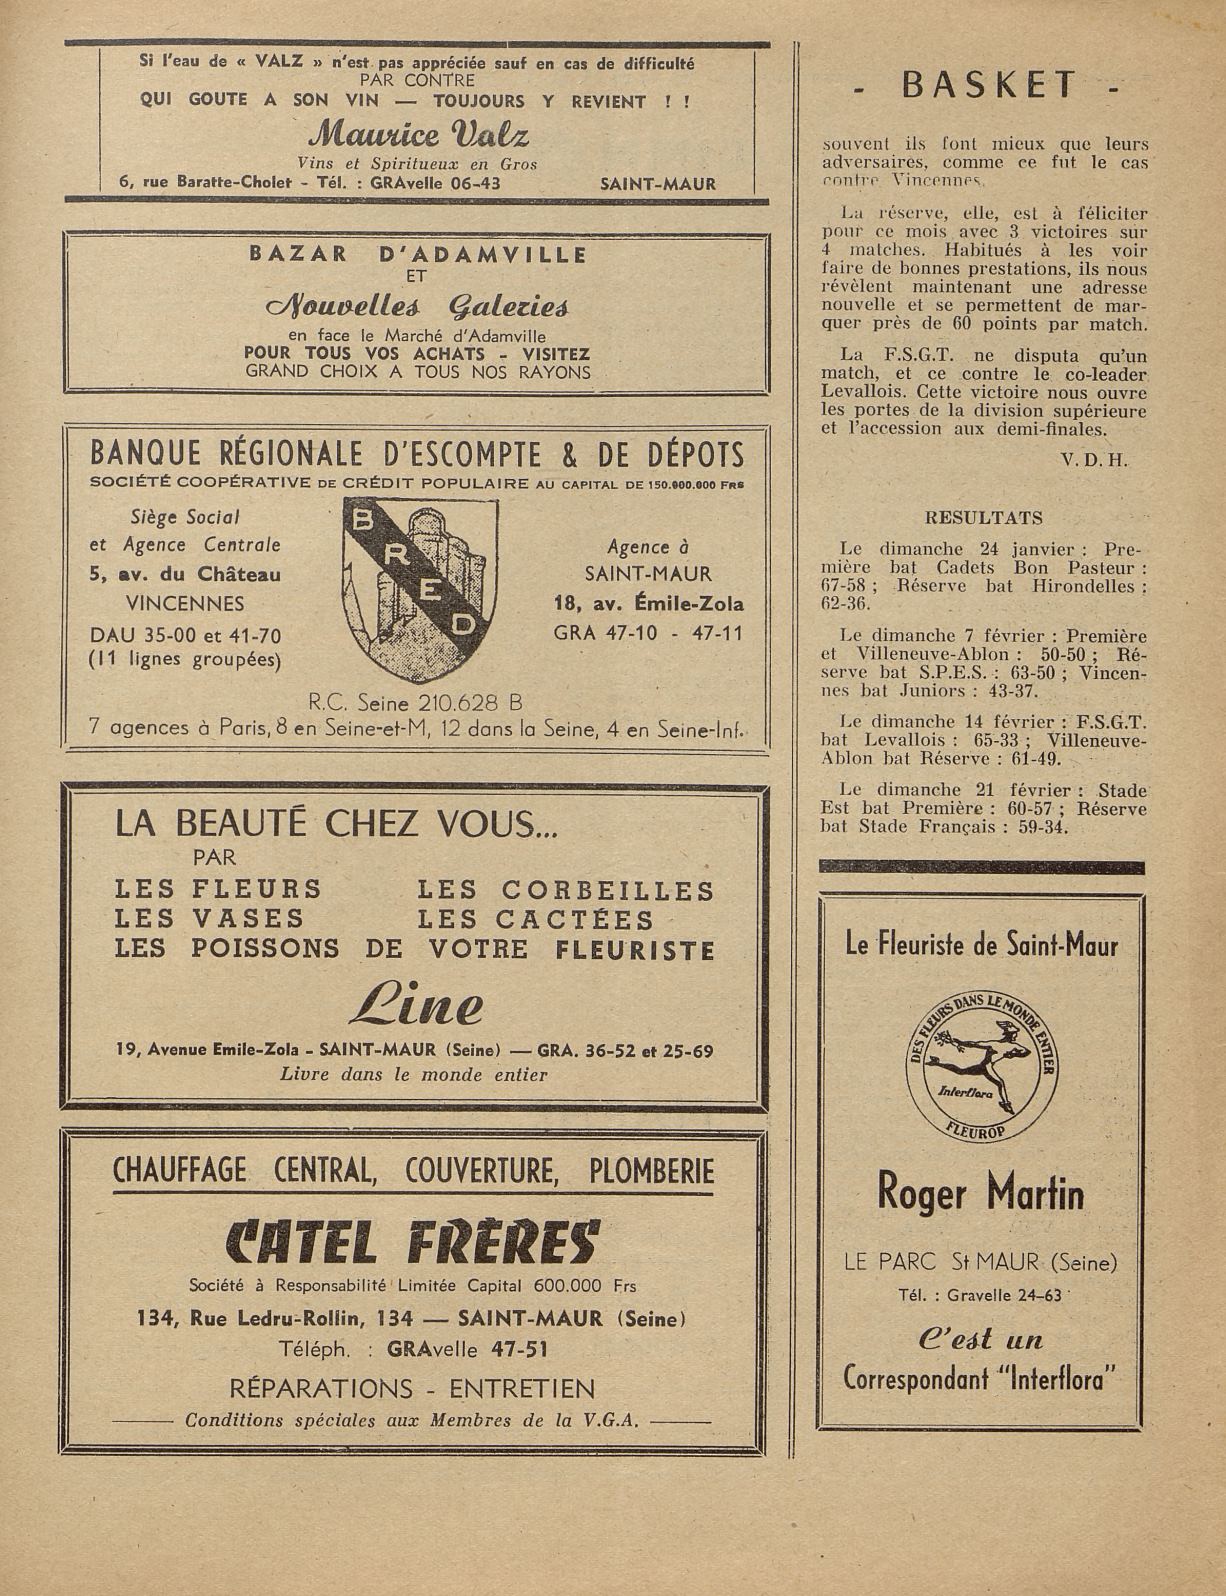 Si l'eau de « VALZ » n'est pas appréciée sauf en cas de difficulté
PAR CONTRE
QUI GOUTE A SON VIN — TOUJOURS Y REVIENT ! !
Maurice Valz
Vins et Spiritueux en Gros
6, rue Baratte-Cholet - Tél. : GRAvelle 06-43 SAINT-MAUR
BAZAR D'ADAMVILLE
ET
Nouvelles Galeries
en face le Marché d'Adamville
POUR TOUS VOS ACHATS - VISITEZ
GRAND CHOIX A TOUS NOS RAYONS
BANQUE RÉGIONALE D'ESCOMPTE & DE DÉPOTS
SOCIÉTÉ COOPÉRATIVE DE CRÉDIT POPULAIRE AU CAPITAL DE 150.000.000 FRS
Siège Social
et Agence Centrale
5, av. du Château
VINCENNES
DAU 35-00 et 41-70
(11 lignes groupées)
BRED
Agence à
SAINT-MAUR
18, av. Émile-Zola
GRA 47-10 - 47-11
R.C. Seine 210.628 B
7 agences à Paris, 8 en Seine-et-M, 12 dans la Seine, 4 en Seine-Inf.
LA BEAUTÉ CHEZ VOUS...
PAR
LES FLEURS LES CORBEILLES
LES VASES LES CACTÉES
LES POISSONS DE VOTRE FLEURISTE
Line
19, Avenue Emile-Zola - SAINT-MAUR (Seine) — GRA. 36-52 et 25-69
Livre dans le monde entier
CHAUFFAGE CENTRAL, COUVERTURE, PLOMBERIE
CATEL FRÈRES
Société à Responsabilité Limitée Capital 600.000 Frs
134, Rue Ledru-Rollin, 134 — SAINT-MAUR (Seine)
Téléph. : GRAvelle 47-51
RÉPARATIONS - ENTRETIEN
Conditions spéciales aux Membres de la V.G.A.
- BASKET -
souvent ils font mieux que leurs
adversaires, comme ce fut le cas
contre Vincennes.
La réserve, elle, est à féliciter
pour ce mois avec 3 victoires sur
4 matches. Habitués à les voir
faire de bonnes prestations, ils nous
révèlent maintenant une adresse
nouvelle et se permettent de mar-
quer près de 60 points par match.
La F.S.G.T. ne disputa qu'un
match, et ce contre le co-leader
Levallois. Cette victoire nous ouvre
les portes de la division supérieure
et l'accession aux demi-finales.
V. D. H.
RESULTATS
Le dimanche 24 janvier : Pre-
mière bat Cadets Bon Pasteur :
67-58 ; Réserve bat Hirondelles :
62-36.
Le dimanche 7 février : Première
et Villeneuve-Ablon : 50-50 ; Ré-
serve bat S.P.E.S. : 63-50 ; Vincen-
nes bat Juniors : 43-37.
Le dimanche 14 février : F.S.G.T.
bat Levallois : 65-33 ; Villeneuve-
Ablon bat Réserve : 61-49.
Le dimanche 21 février : Stade
Est bat Première : 60-57 ; Réserve
bat Stade Français : 59-34.
Le Fleuriste de Saint-Maur
DES FLEURS DANS LE MONDE ENTIER
Interflora
FLEUROP
Roger Martin
LE PARC St MAUR (Seine)
Tél. : Gravelle 24-63
C'est un
Correspondant "Interflora"